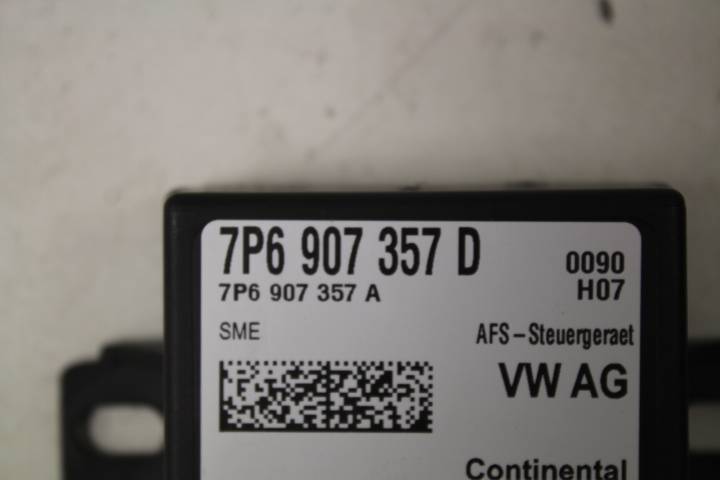 7P6 907 357 D
0090
7P6 907 357 A
H07
SME
AFS-Steuergeraet
VW AG
Continental